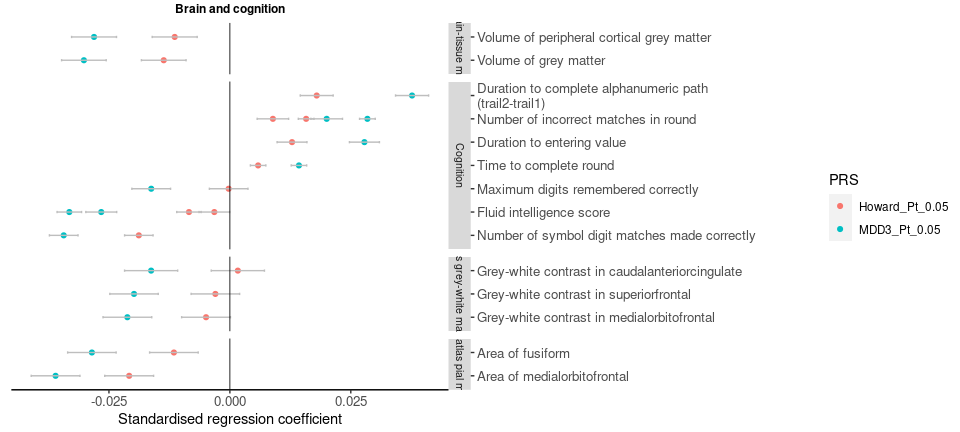 Brain and cognition
Volume of peripheral cortical grey matter
Volume of grey matter
Duration to complete alphanumeric path
(trail2-trail1)
Number of incorrect matches in round
Duration to entering value
Cognition
Time to complete round
Maximum digits remembered correctly
Fluid intelligence score
Number of symbol digit matches made correctly
s grey-white ma
Grey-white contrast in caudalanteriorcingulate
Grey-white contrast in superiorfrontal
Grey-white contrast in medialorbitofrontal
atlas pial m
Area of fusiform
Area of medialorbitofrontal
-0.025 0.000 0.025
Standardised regression coefficient
PRS
Howard_Pt_0.05
MDD3_Pt_0.05